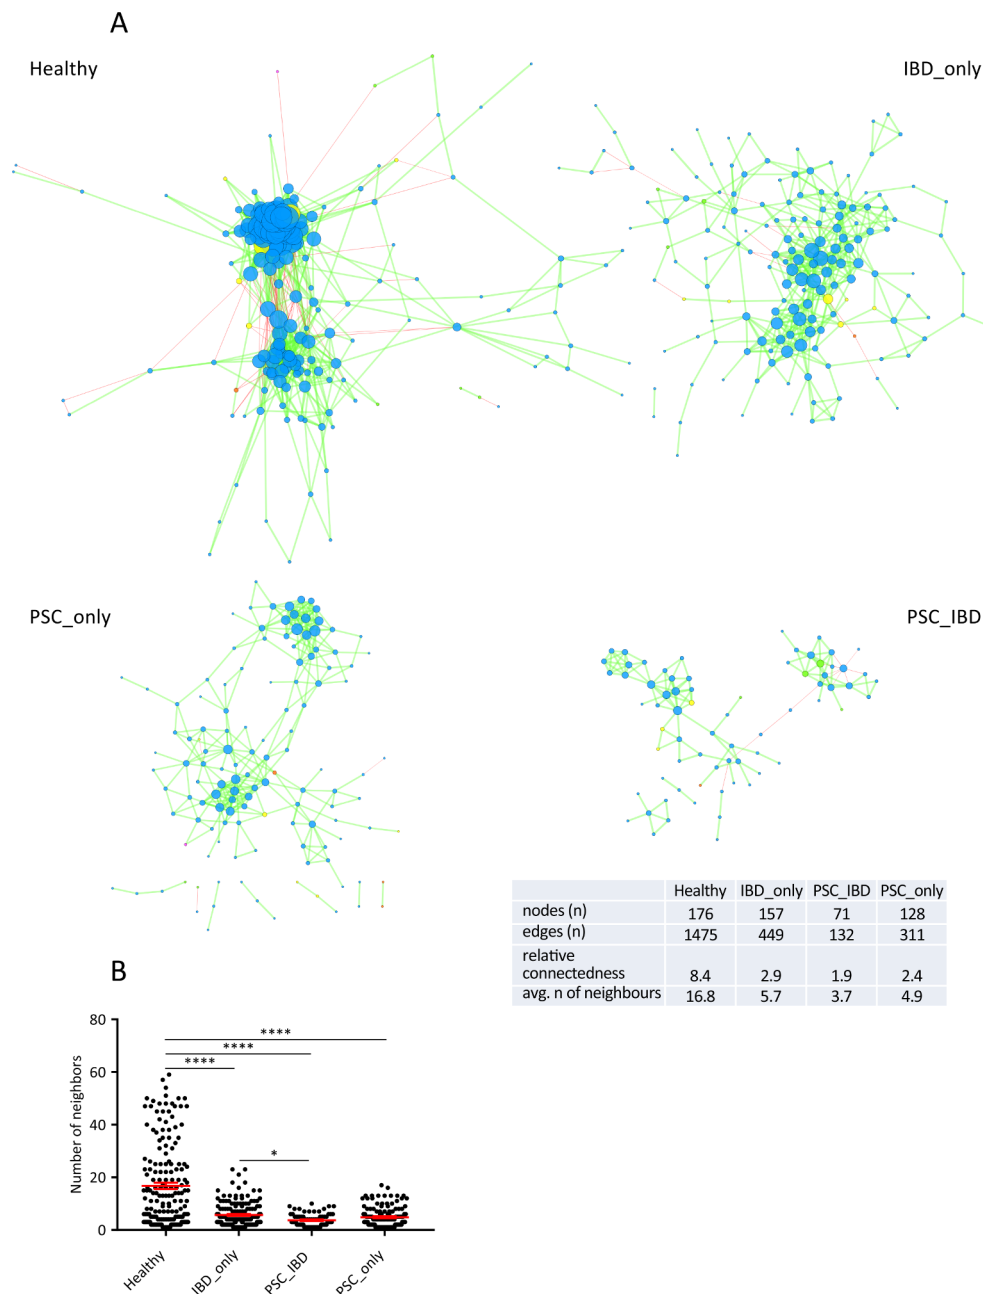 A
Healthy
IBD_only
PSC_only
PSC_IBD
Healthy IBD_only PSC_IBD PSC_only
nodes (n) 176 157 71 128
edges (n) 1475 449 132 311
relative
connectedness 8.4 2.9 1.9 2.4
avg. n of neighbours 16.8 5.7 3.7 4.9
B
80
60
40
20
0
Number of neighbors
****
****
****
*
Healthy
IBD_only
PSC_IBD
PSC_only